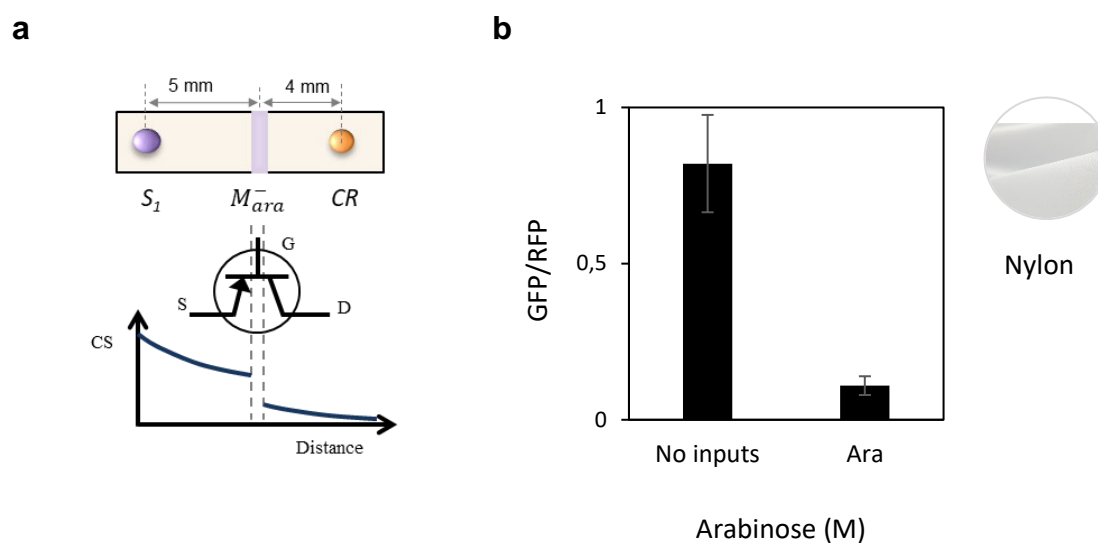 a
5 mm
4 mm
S₁
M⁻ara
CR
G
S
D
CS
Distance
b
1
0,5
0
GFP/RFP
No inputs
Ara
Arabinose (M)
Nylon